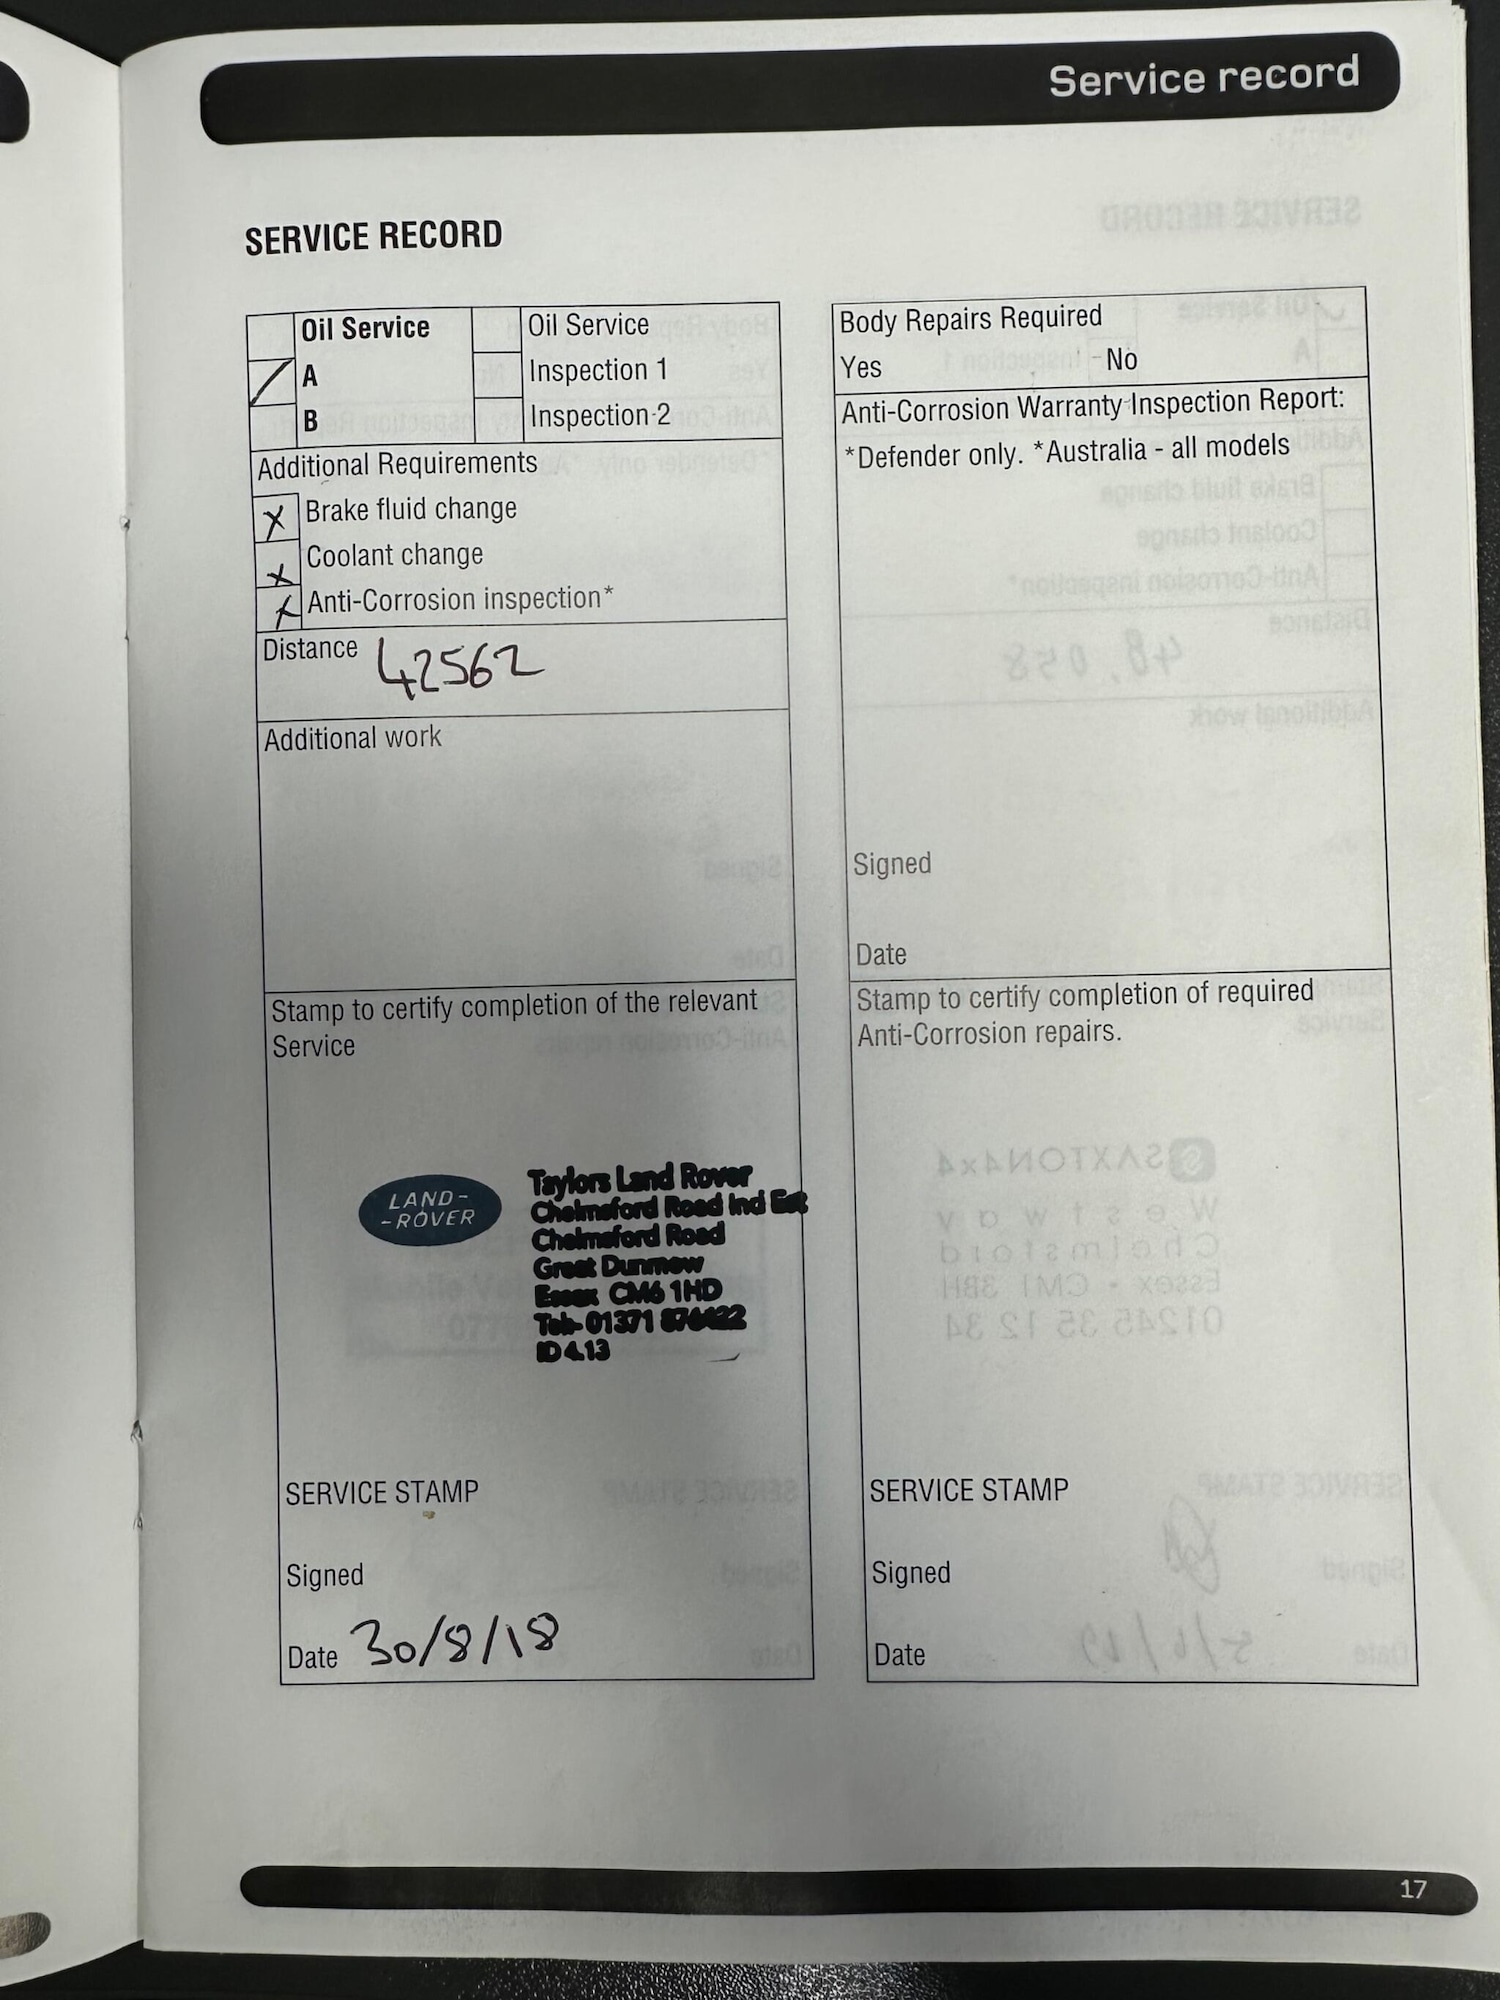 Service record
SERVICE RECORD
Oil Service
A
B
Oil Service
Inspection 1
Inspection 2
Additional Requirements
X Brake fluid change
X Coolant change
X Anti-Corrosion inspection*
Distance 42562
Additional work
Stamp to certify completion of the relevant
Service
LAND-
-ROVER
Taylors Land Rover
Chelmsford Road Ind Est
Chelmsford Road
Great Dunmow
Essex CM6 1HD
Tel- 01371
ID 4.13
SERVICE STAMP
Signed
Date 30/8/18
Body Repairs Required
Yes No
Anti-Corrosion Warranty Inspection Report:
*Defender only. *Australia - all models
Signed
Date
Stamp to certify completion of required
Anti-Corrosion repairs.
SERVICE STAMP
Signed
Date
17